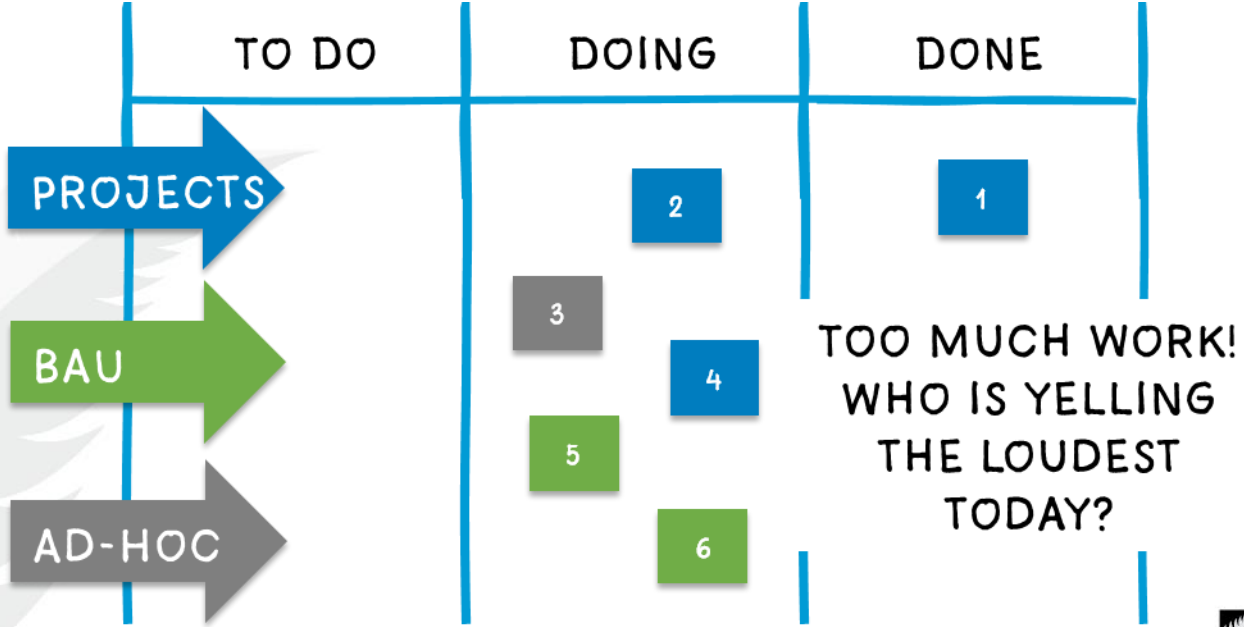 TO DO
DOING
DONE
PROJECTS
2
1
3
BAU
4
TOO MUCH WORK!
WHO IS YELLING
THE LOUDEST
TODAY?
5
AD-HOC
6